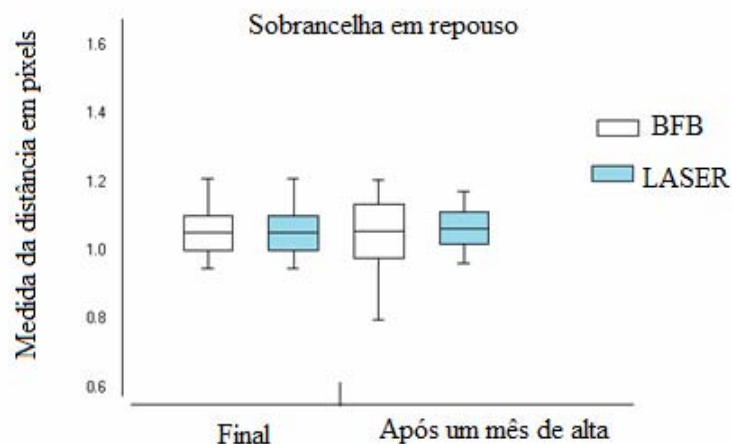 Sobrancelha em repouso
Medida da distância em pixels
1.6
1.4
1.2
1.0
0.8
0.6
BFB
LASER
Final
Após um mês de alta